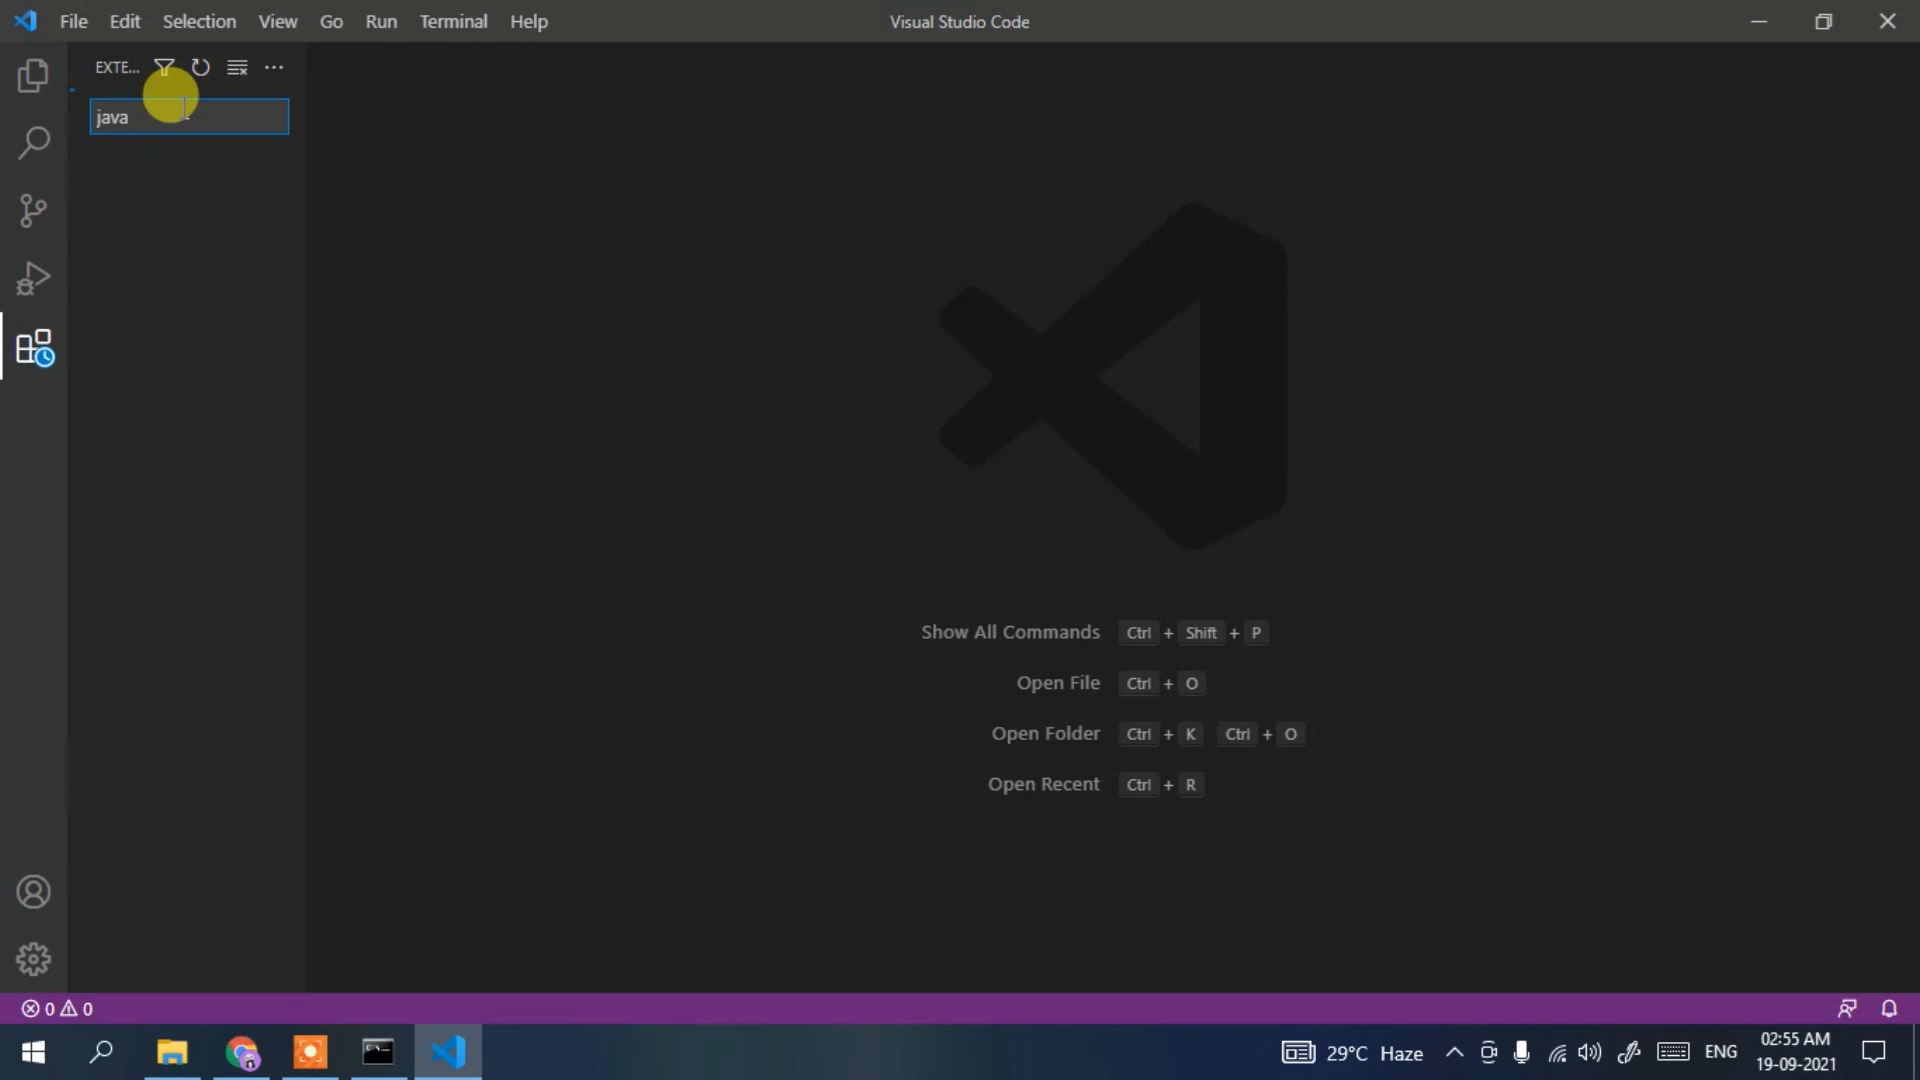 File Edit Selection View Go Run Terminal Help
Visual Studio Code
EXTE...
java
Show All Commands Ctrl + Shift + P
Open File Ctrl + O
Open Folder Ctrl + K Ctrl + O
Open Recent Ctrl + R
0 0
29°C Haze
ENG
02:55 AM
19-09-2021